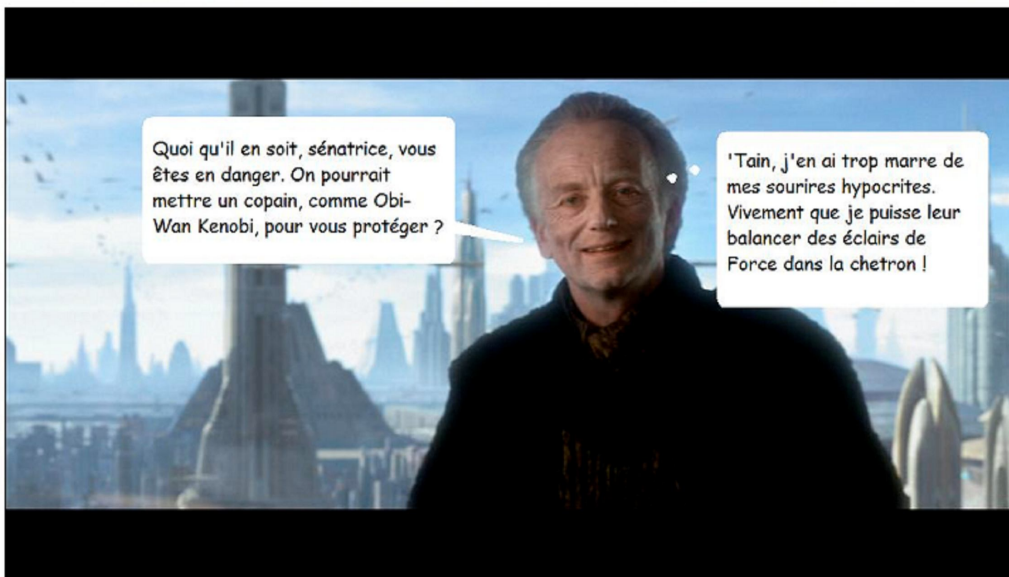 Quoi qu'il en soit, sénatrice, vous
êtes en danger. On pourrait
mettre un copain, comme Obi-
Wan Kenobi, pour vous protéger ?
'Tain, j'en ai trop marre de
mes sourires hypocrites.
Vivement que je puisse leur
balancer des éclairs de
Force dans la chetron !